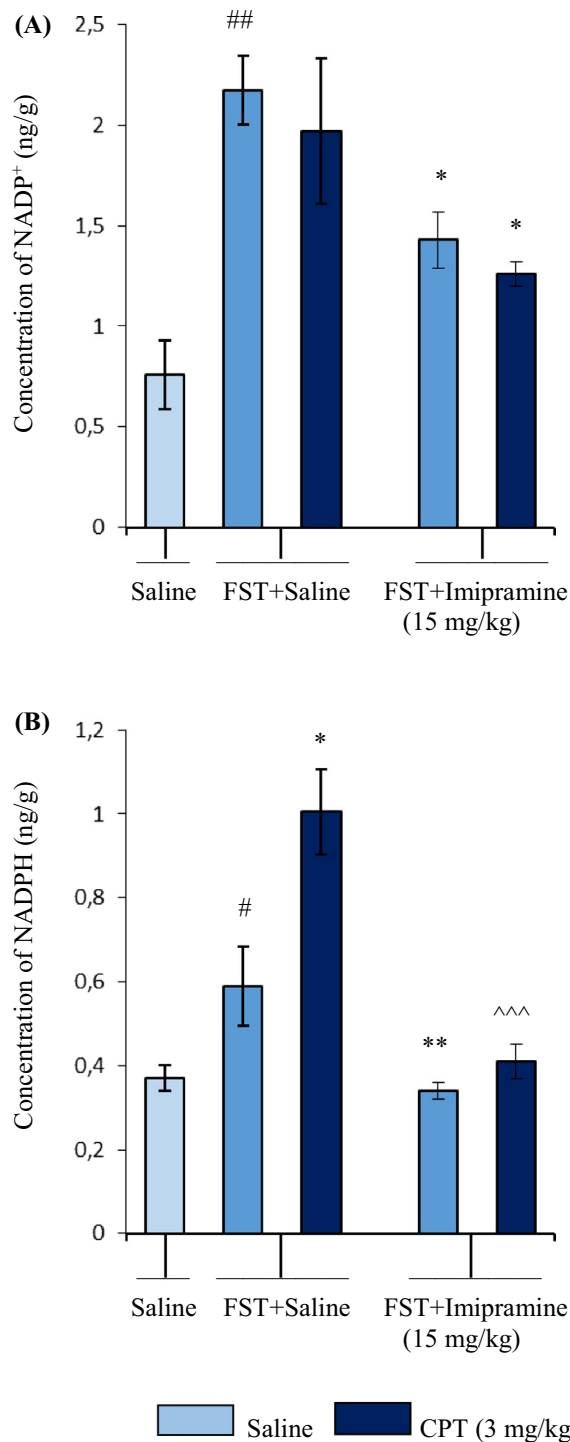 (A)
Concentration of NADP+ (ng/g)
2,5
2
1,5
1
0,5
0
##
*
*
Saline FST+Saline FST+Imipramine
(15 mg/kg)
(B)
Concentration of NADPH (ng/g)
1,2
1
0,8
0,6
0,4
0,2
0
#
*
**
^^^
Saline FST+Saline FST+Imipramine
(15 mg/kg)
Saline CPT (3 mg/kg